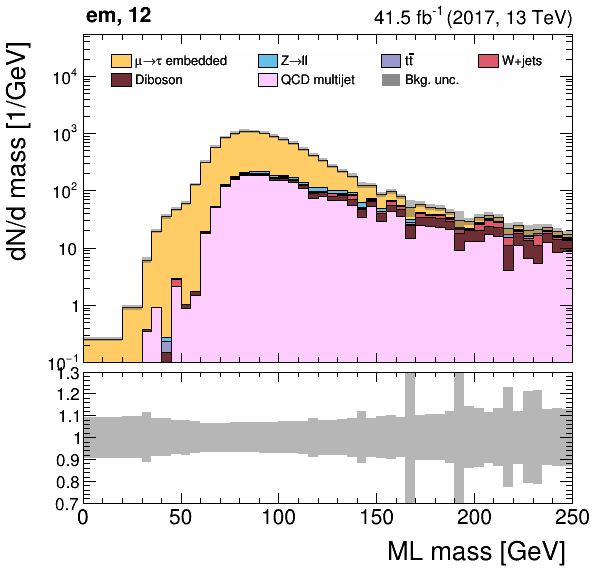 em, 12
41.5 fb⁻¹ (2017, 13 TeV)
dN/d mass [1/GeV]
μ→τ embedded
Z→ll
tt̄
W+jets
Diboson
QCD multijet
Bkg. unc.
10⁴
10³
10²
10
1
10⁻¹
1.3
1.2
1.1
1
0.9
0.8
0.7
0 50 100 150 200 250
ML mass [GeV]